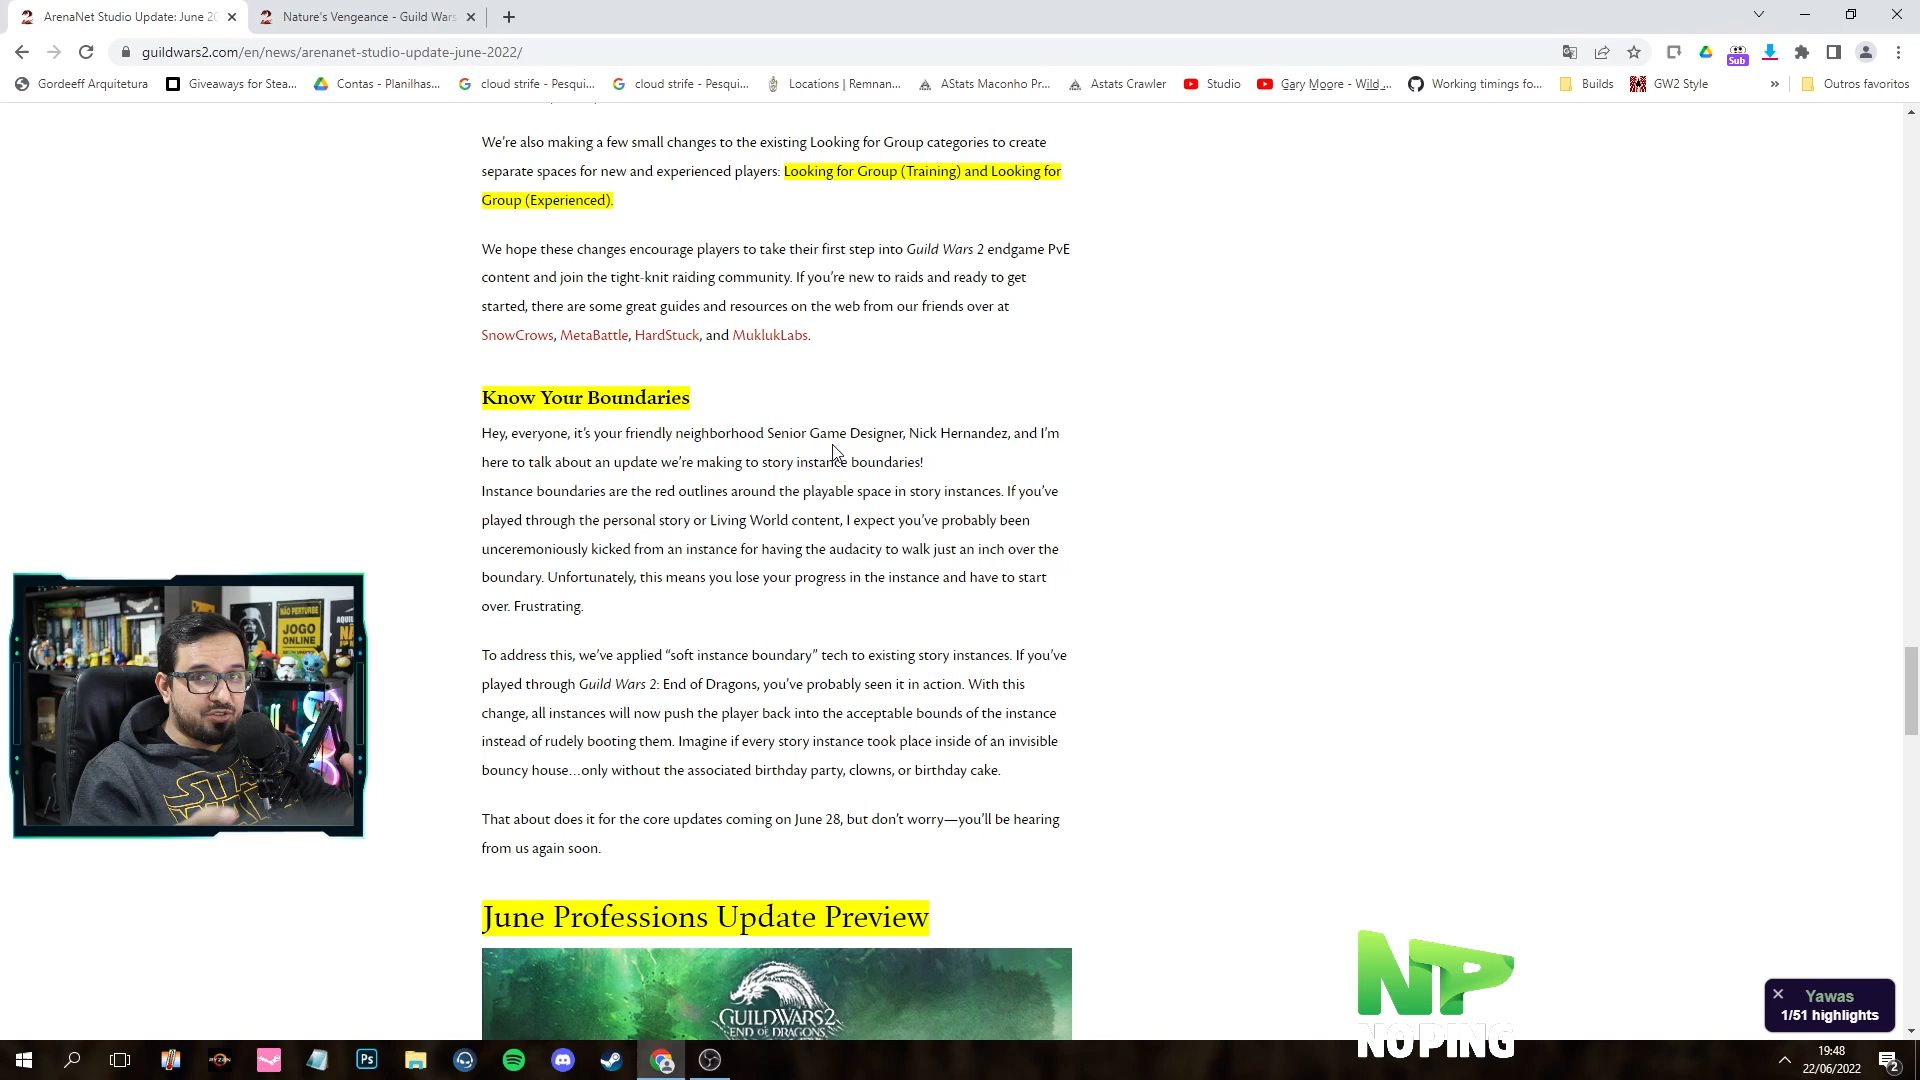 ArenaNet Studio Update: June 20
Nature's Vengeance - Guild Wars
guildwars2.com/en/news/arenanet-studio-update-june-2022/
Sub
Gordeeff Arquitetura
Giveaways for Stea...
Contas - Planilhas...
cloud strife - Pesqui...
cloud strife - Pesqui...
Locations | Remnan...
AStats Maconho Pr...
Astats Crawler
Studio
Gary Moore - Wild ...
Working timings fo...
Builds
GW2 Style
»
Outros favoritos
We're also making a few small changes to the existing Looking for Group categories to create
separate spaces for new and experienced players: Looking for Group (Training) and Looking for
Group (Experienced).
We hope these changes encourage players to take their first step into Guild Wars 2 endgame PvE
content and join the tight-knit raiding community. If you're new to raids and ready to get
started, there are some great guides and resources on the web from our friends over at
SnowCrows, MetaBattle, HardStuck, and MuklukLabs.
Know Your Boundaries
Hey, everyone, it's your friendly neighborhood Senior Game Designer, Nick Hernandez, and I'm
here to talk about an update we're making to story instance boundaries!
Instance boundaries are the red outlines around the playable space in story instances. If you've
played through the personal story or Living World content, I expect you've probably been
unceremoniously kicked from an instance for having the audacity to walk just an inch over the
boundary. Unfortunately, this means you lose your progress in the instance and have to start
over. Frustrating.
To address this, we've applied “soft instance boundary” tech to existing story instances. If you've
played through Guild Wars 2: End of Dragons, you've probably seen it in action. With this
change, all instances will now push the player back into the acceptable bounds of the instance
instead of rudely booting them. Imagine if every story instance took place inside of an invisible
bouncy house…only without the associated birthday party, clowns, or birthday cake.
That about does it for the core updates coming on June 28, but don't worry—you'll be hearing
from us again soon.
June Professions Update Preview
GUILDWARS2
END OF DRAGONS
NÃO PERTURBE
JOGO
ONLINE
STAR
WARS
NP
NOPING
Yawas
1/51 highlights
Ps
19:48
22/06/2022
2